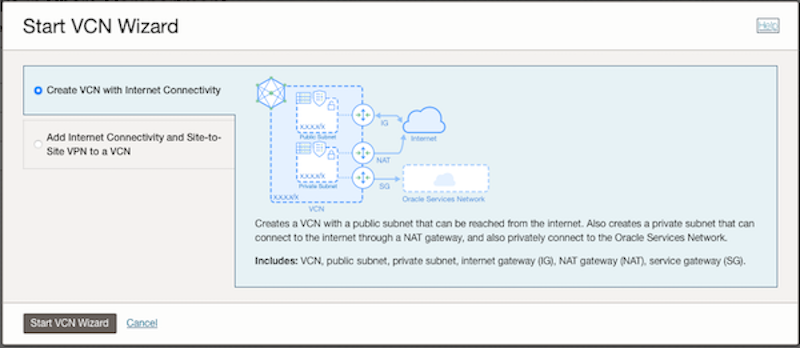 Start VCN Wizard
Help
Create VCN with Internet Connectivity
Add Internet Connectivity and Site-to-
Site VPN to a VCN
X.X.X.X/X
Public Subnet
IG
Internet
NAT
X.X.X.X/X
Private Subnet
SG
Oracle Services Network
X.X.X.X/X
VCN
Creates a VCN with a public subnet that can be reached from the internet. Also creates a private subnet that can
connect to the internet through a NAT gateway, and also privately connect to the Oracle Services Network.
Includes: VCN, public subnet, private subnet, internet gateway (IG), NAT gateway (NAT), service gateway (SG).
Start VCN Wizard
Cancel